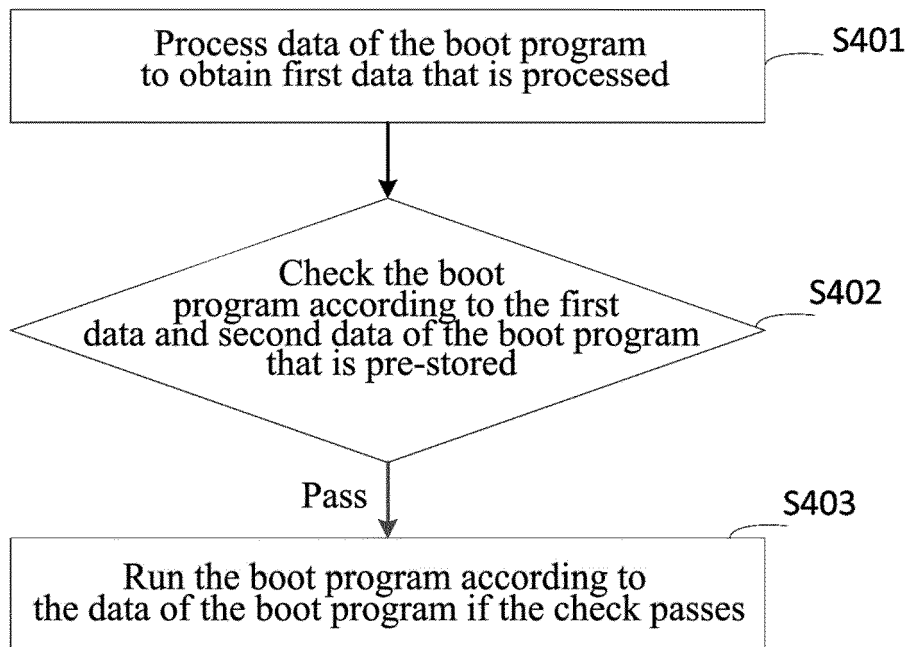 Process data of the boot program
to obtain first data that is processed
S401
Check the boot
program according to the first
data and second data of the boot program
that is pre-stored
S402
Pass
S403
Run the boot program according to
the data of the boot program if the check passes